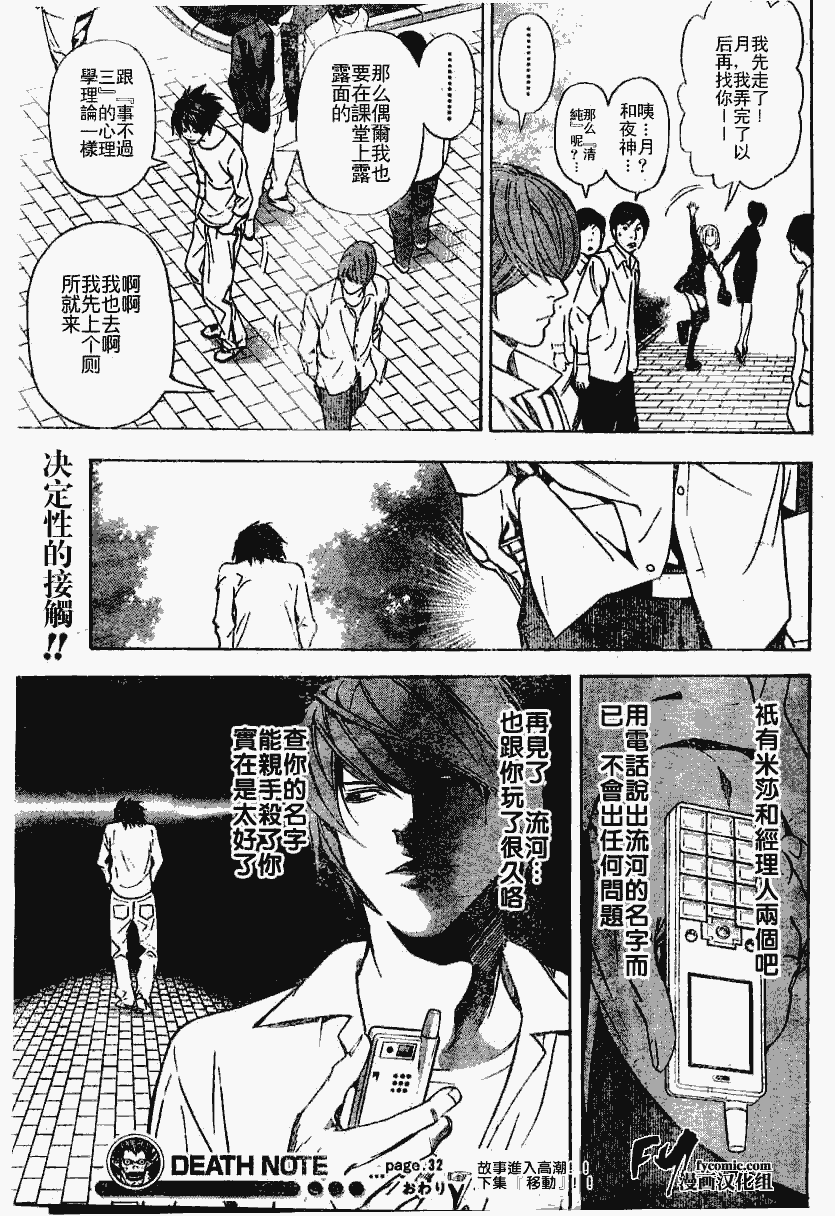 我先走了！
月，我弄完了以
后再找你——
咦…月？
和夜神…
那么『清
純』呢？…
………
………
那么偶爾我也
要在課堂上露
露面的
跟『事不過
三』的心理
學理論一樣
啊啊
我也去啊
我先上个厕
所就来
决定性的接觸！！
衹有米莎和經理人兩個吧
用電話說出流河的名字而
已 不會出任何問題
再見了 流河…
也跟你玩了很久咯
查你的名字
能親手殺了你
實在是太好了
DEATH NOTE
…page.32
おわり
故事進入高潮！！
下集『移動』！！
FY
fycomic.com
漫画汉化组